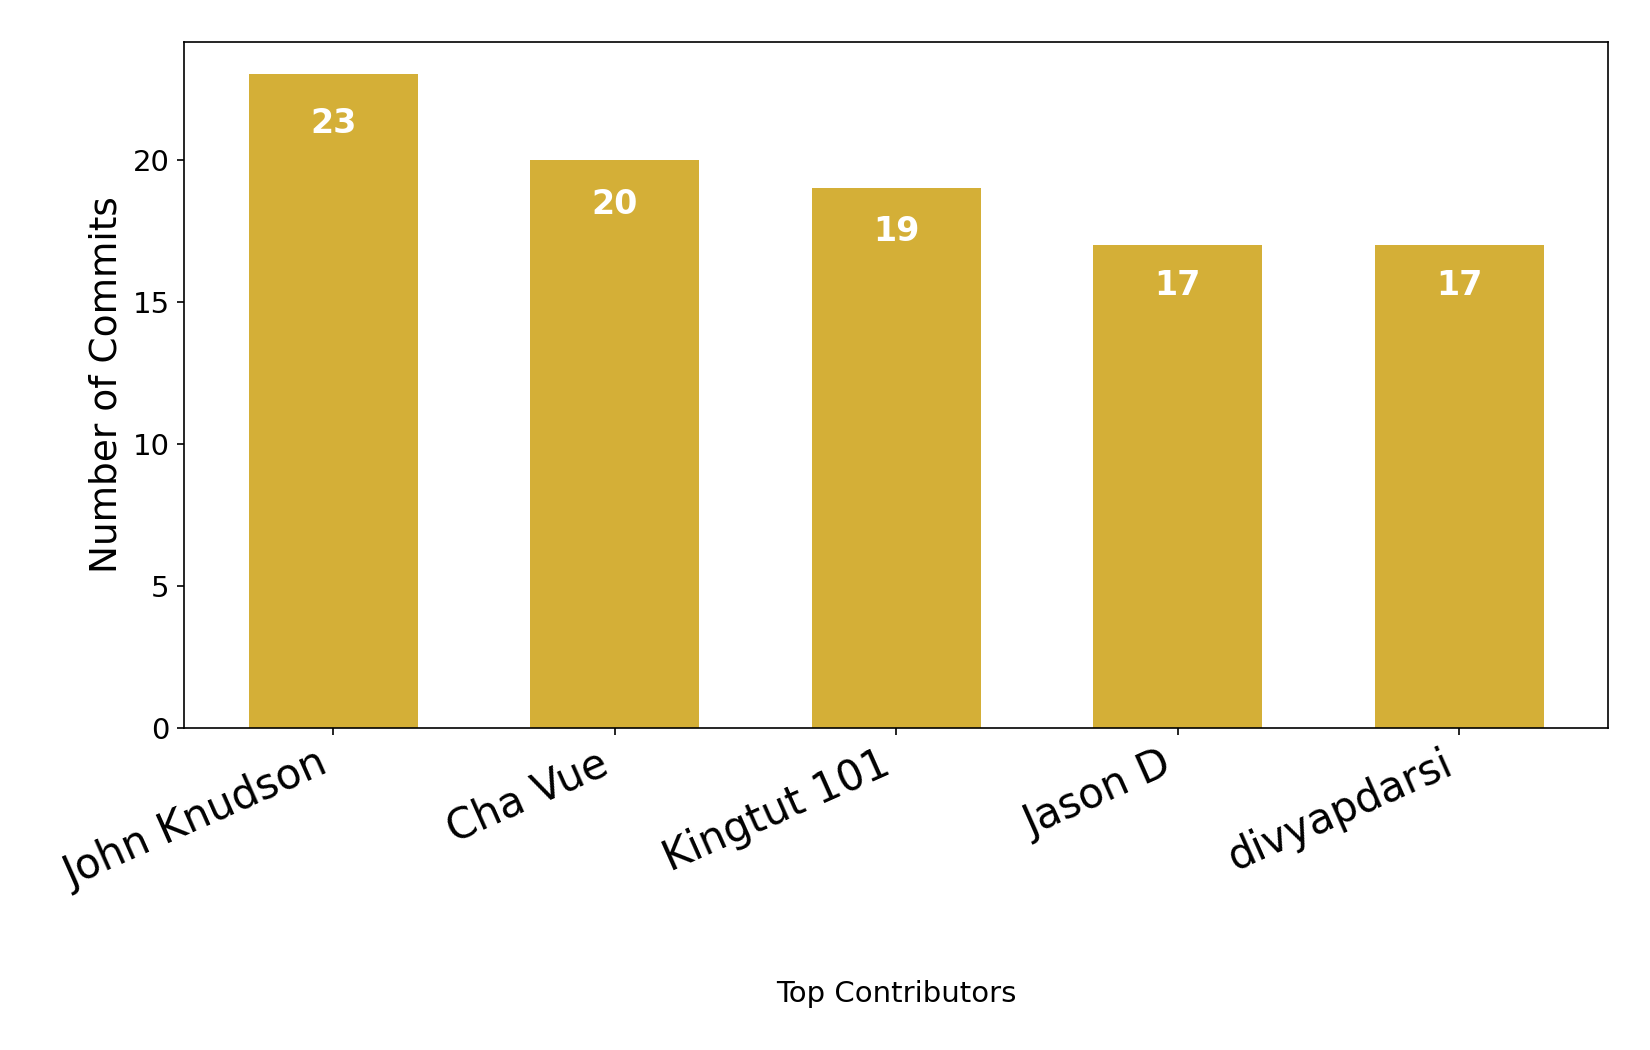 Number of Commits
20
15
10
5
0
23
20
19
17
17
John Knudson
Cha Vue
Kingtut 101
Jason D
divyapdarsi
Top Contributors